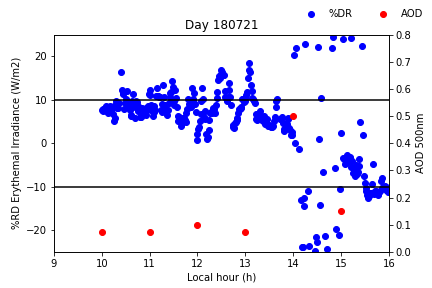 %DR AOD
Day 180721
%RD Erythemal Irradiance (W/m2)
20
10
0
−10
−20
0.8
0.7
0.6
0.5
0.4
0.3
0.2
0.1
0.0
AOD 500nm
9 10 11 12 13 14 15 16
Local hour (h)